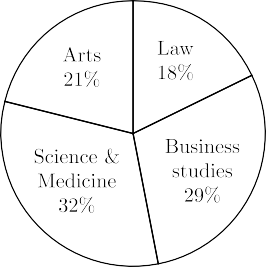 Arts
21%
Law
18%
Business
studies
29%
Science &
Medicine
32%